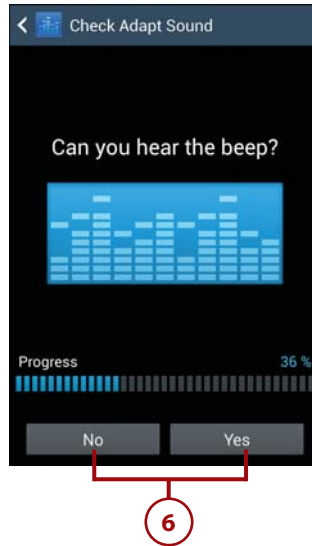 Check Adapt Sound
Can you hear the beep?
Progress 36 %
No Yes
6